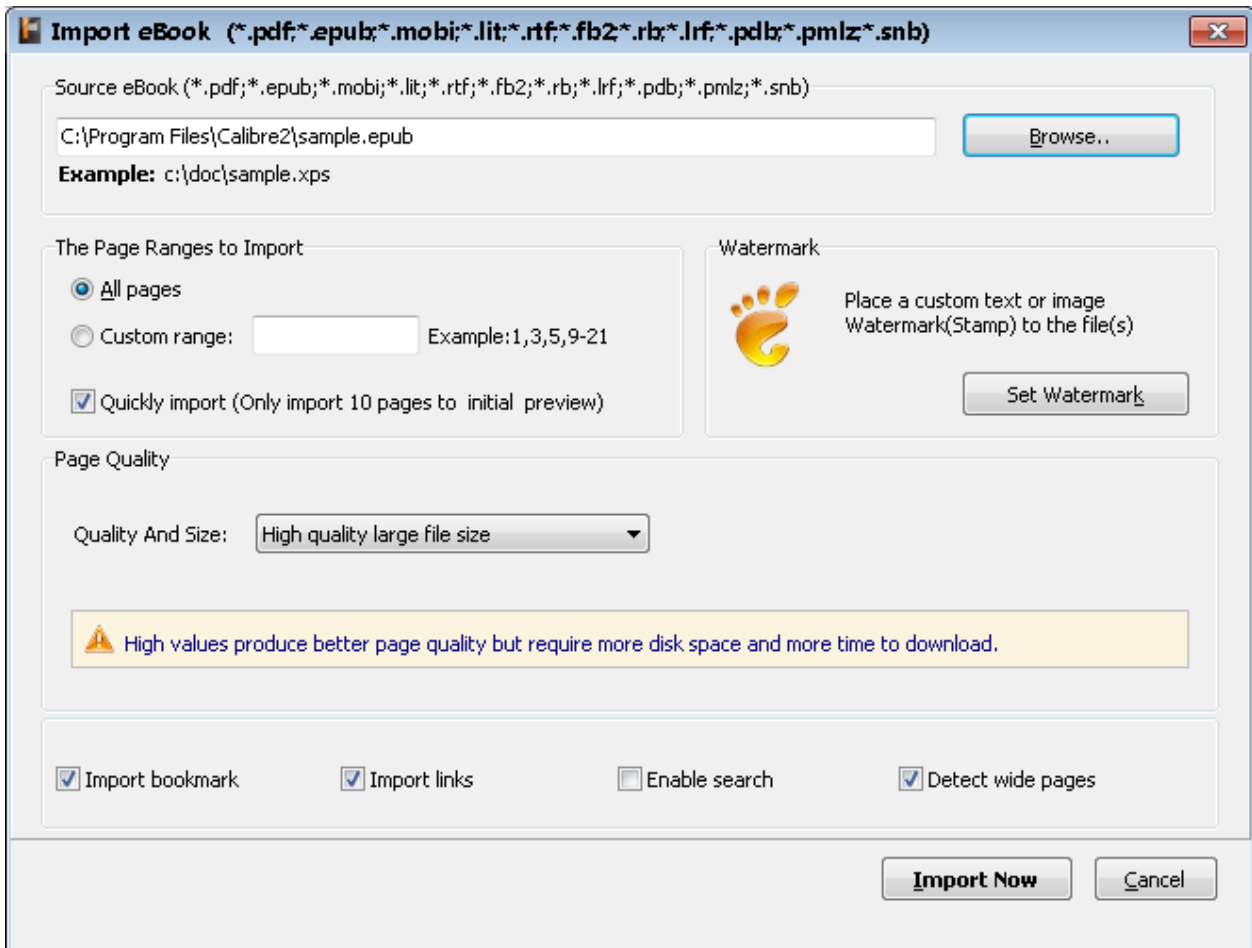 Import eBook (*.pdf;*.epub;*.mobi;*.lit;*.rtf;*.fb2;*.rb;*.lrf;*.pdb;*.pmlz;*.snb)
Source eBook (*.pdf;*.epub;*.mobi;*.lit;*.rtf;*.fb2;*.rb;*.lrf;*.pdb;*.pmlz;*.snb)
C:\Program Files\Calibre2\sample.epub
Browse..
Example: c:\doc\sample.xps
The Page Ranges to Import
All pages
Custom range:
Example:1,3,5,9-21
Quickly import (Only import 10 pages to initial preview)
Watermark
Place a custom text or image
Watermark(Stamp) to the file(s)
Set Watermark
Page Quality
Quality And Size:
High quality large file size
High values produce better page quality but require more disk space and more time to download.
Import bookmark
Import links
Enable search
Detect wide pages
Import Now
Cancel